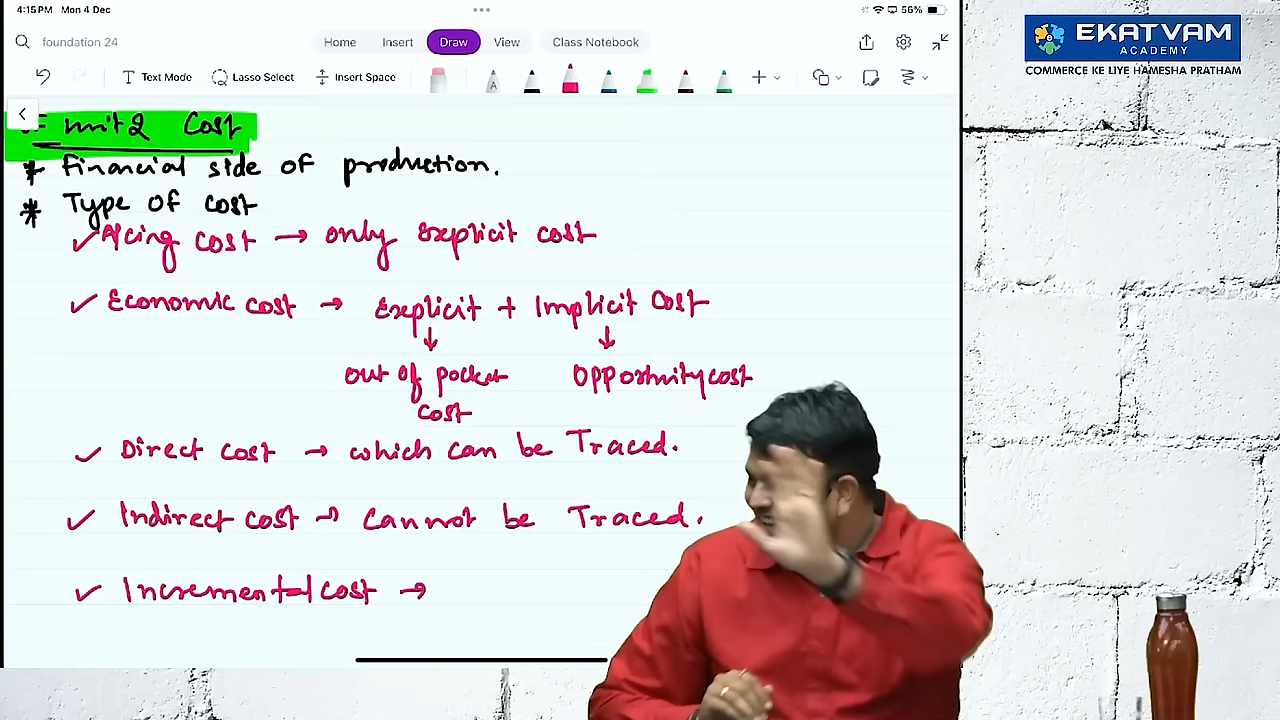 4:15 PM Mon 4 Dec
56%
foundation 24
Home Insert Draw View Class Notebook
Text Mode Lasso Select Insert Space
unit 2 Cost
* Financial side of production.
* Type of cost
✓ A/cing cost → only Explicit cost
✓ Economic cost → Explicit + Implicit Cost
↓ ↓
out of pocket opportunity cost
cost
✓ Direct cost → which can be Traced.
✓ Indirect cost → cannot be Traced.
✓ Incremental cost →
EKATVAM
ACADEMY
COMMERCE KE LIYE HAMESHA PRATHAM